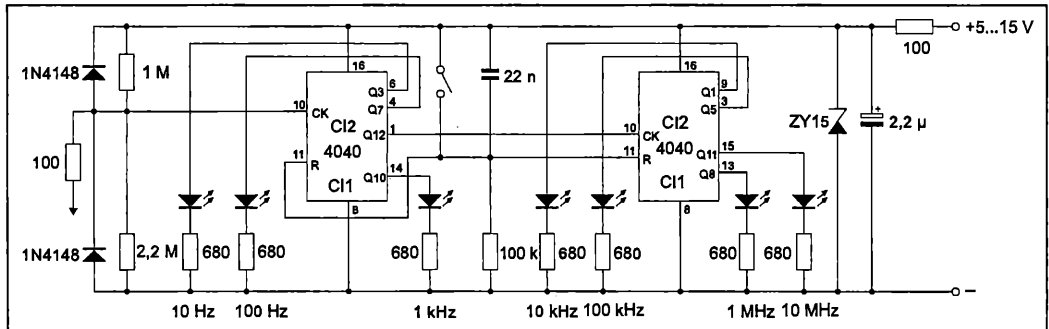 +5...15 V
100
1N4148
1 M
16
6
Q3
4
Q7
10
CK
CI2
4040
Q12
1
11
R
14
Q10
CI1
8
22 n
16
9
Q1
3
Q5
10
CK
CI2
4040
15
Q11
13
Q8
11
R
CI1
8
ZY15
+
2,2 µ
100
1N4148
2,2 M
680
680
680
100 k
680
680
680
680
−
10 Hz
100 Hz
1 kHz
10 kHz
100 kHz
1 MHz
10 MHz